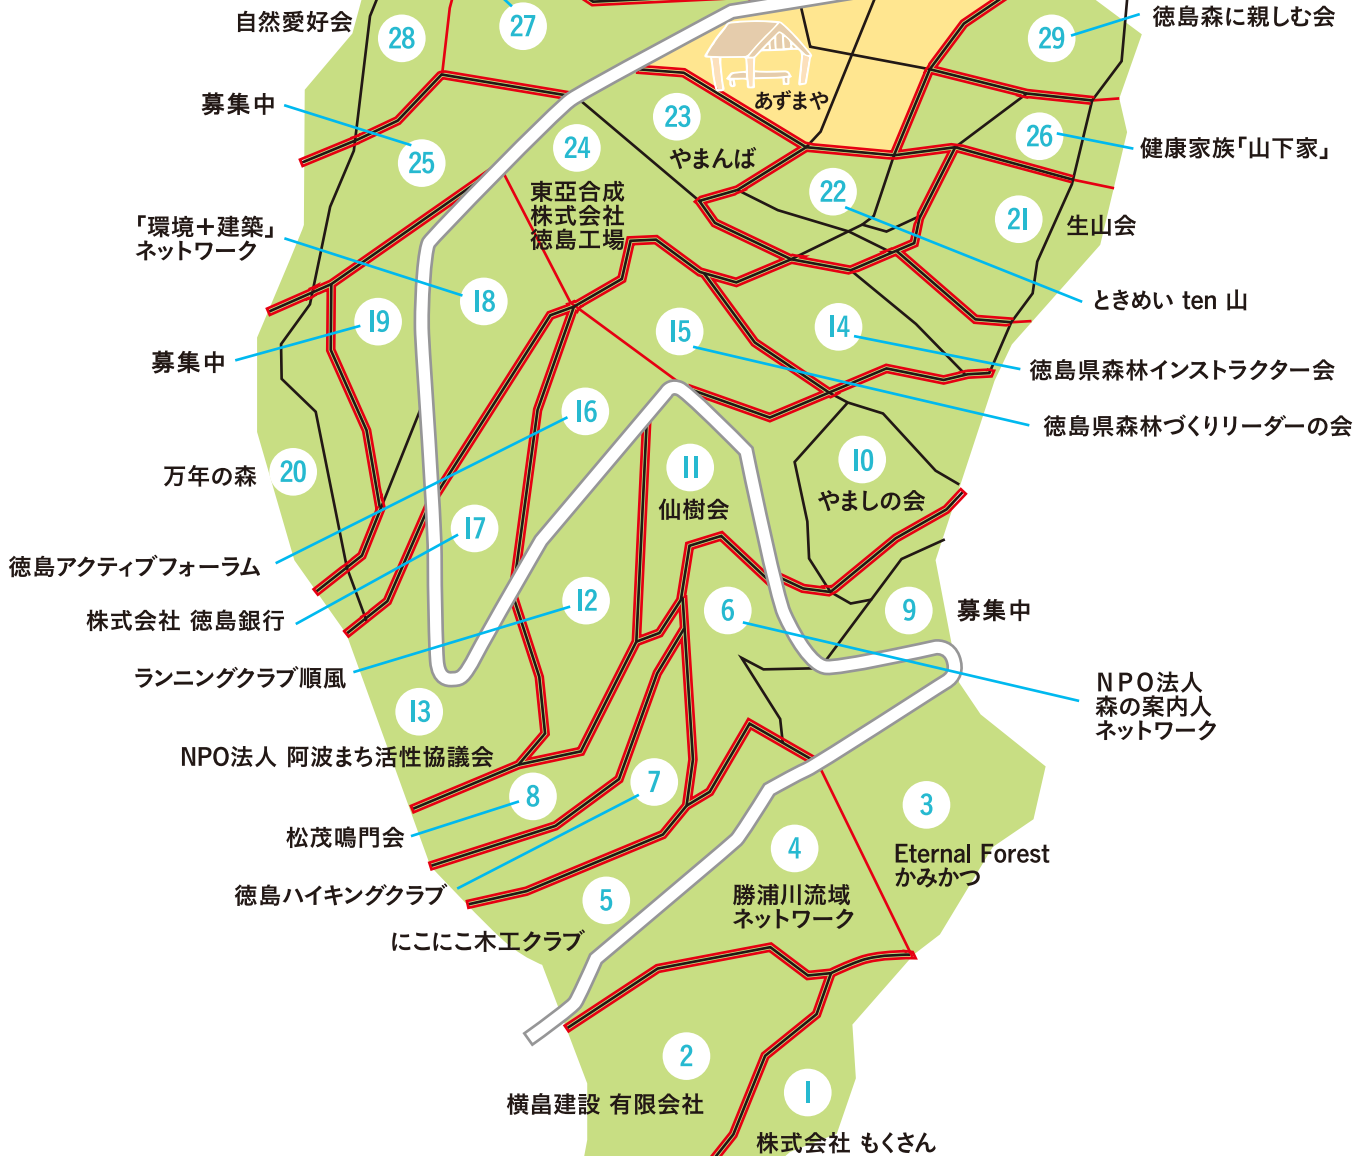 自然愛好会
28
27
29
徳島森に親しむ会
あずまや
募集中
25
24
23
やまんば
26
健康家族「山下家」
東亞合成
株式会社
徳島工場
22
21
生山会
「環境＋建築」
ネットワーク
18
ときめい ten 山
19
15
14
募集中
徳島県森林インストラクター会
16
徳島県森林づくりリーダーの会
万年の森
20
11
仙樹会
10
やましの会
17
徳島アクティブフォーラム
株式会社 徳島銀行
12
6
9
募集中
ランニングクラブ順風
13
NPO法人
森の案内人
ネットワーク
NPO法人 阿波まち活性協議会
8
7
3
松茂鳴門会
4
Eternal Forest
かみかつ
徳島ハイキングクラブ
5
勝浦川流域
ネットワーク
にこにこ木工クラブ
2
横畠建設 有限会社
1
株式会社 もくさん